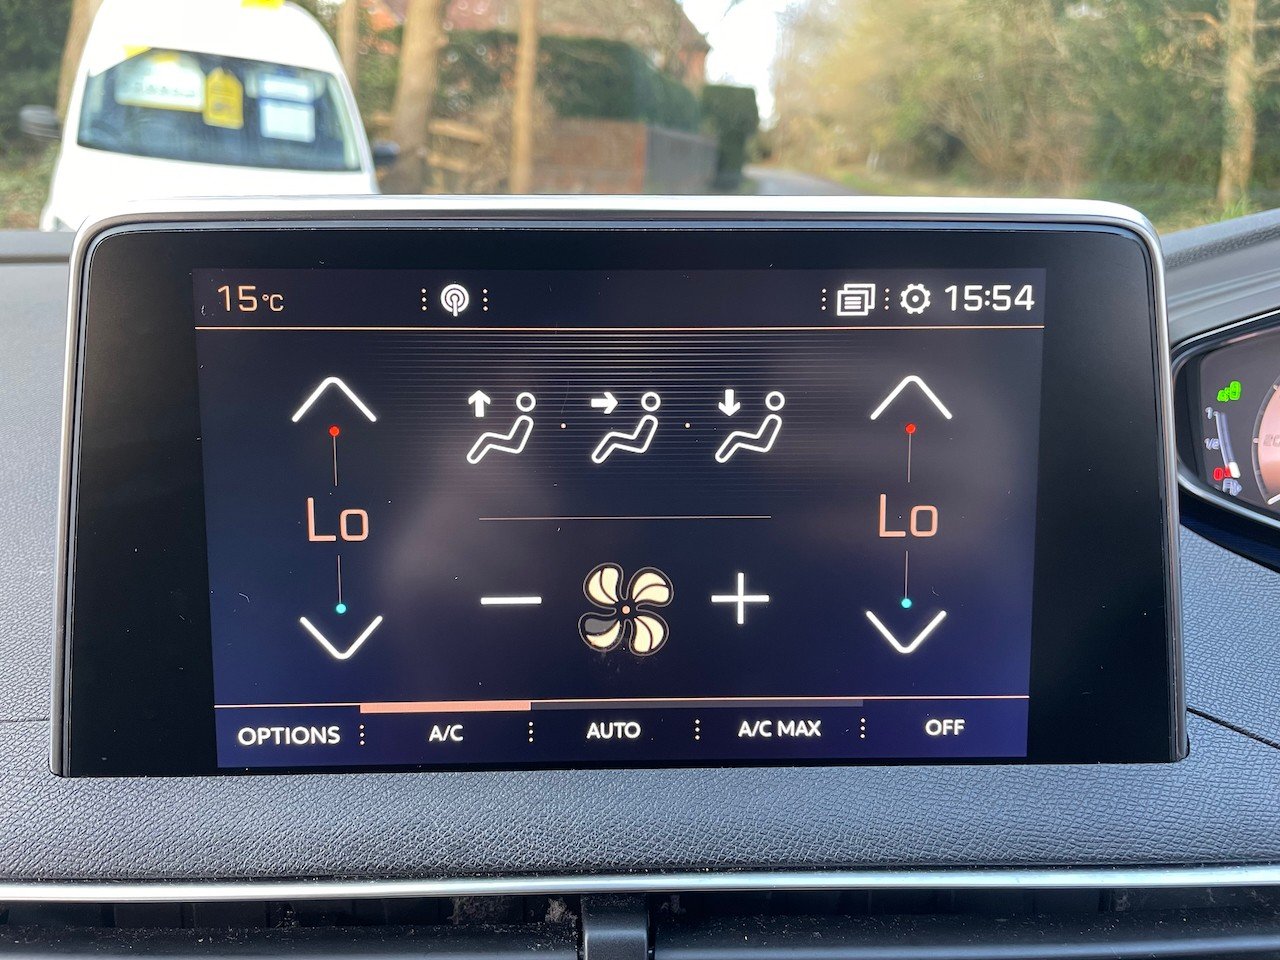 15°C
15:54
Lo
Lo
OPTIONS
A/C
AUTO
A/C MAX
OFF